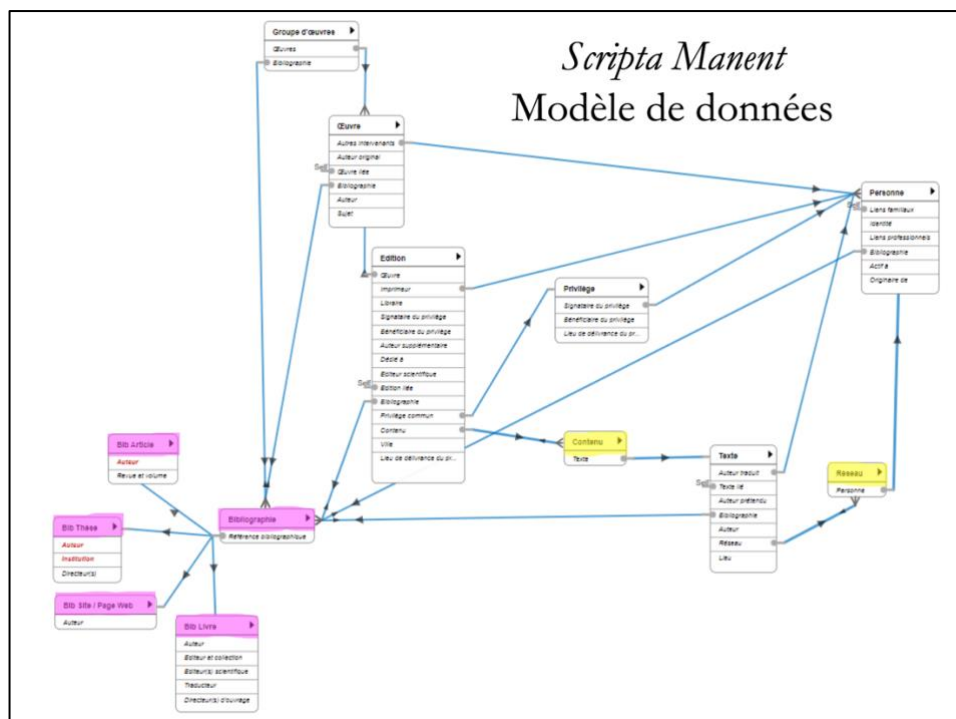 Scripta Manent
Modèle de données
Groupe d'œuvres
Œuvres
Bibliographie
Œuvre
Autres intervenants
Auteur original
Self
Œuvre liée
Bibliographie
Auteur
Sujet
Personne
Self
Liens familiaux
Identité
Liens professionnels
Bibliographie
Actif à
Originaire de
Edition
Œuvre
Imprimeur
Libraire
Signataire du privilège
Bénéficiaire du privilège
Auteur supplémentaire
Dédié à
Editeur scientifique
Self
Edition liée
Bibliographie
Privilège commun
Contenu
Ville
Lieu de délivrance du pr...
Privilège
Signataire du privilège
Bénéficiaire du privilège
Lieu de délivrance du pr...
Contenu
Texte
Texte
Auteur traduit
Self
Texte lié
Auteur prétendu
Bibliographie
Auteur
Réseau
Lieu
Réseau
Personne
Bib Article
Auteur
Revue et volume
Bibliographie
Référence bibliographique
Bib Thèse
Auteur
Institution
Directeur(s)
Bib Site / Page Web
Auteur
Bib Livre
Auteur
Editeur et collection
Editeur(s) scientifique
Traducteur
Directeur(s) d'ouvrage